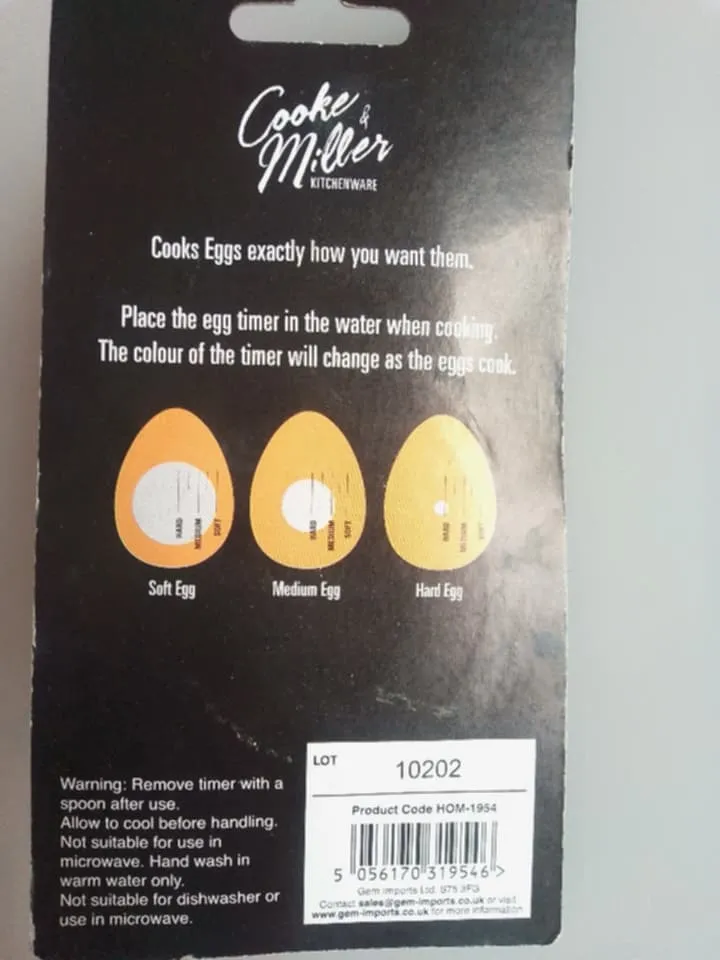 Cooke &
Miller
KITCHENWARE
Cooks Eggs exactly how you want them.
Place the egg timer in the water when cooking.
The colour of the timer will change as the eggs cook.
HARD
MEDIUM
SOFT
HARD
MEDIUM
SOFT
HARD
MEDIUM
SOFT
Soft Egg
Medium Egg
Hard Egg
Warning: Remove timer with a
spoon after use.
Allow to cool before handling.
Not suitable for use in
microwave. Hand wash in
warm water only.
Not suitable for dishwasher or
use in microwave.
LOT
10202
Product Code HOM-1954
5 056170 319546 >
Gem Imports Ltd. S75 3FG
Contact sales@gem-imports.co.uk or visit
www.gem-imports.co.uk for more information